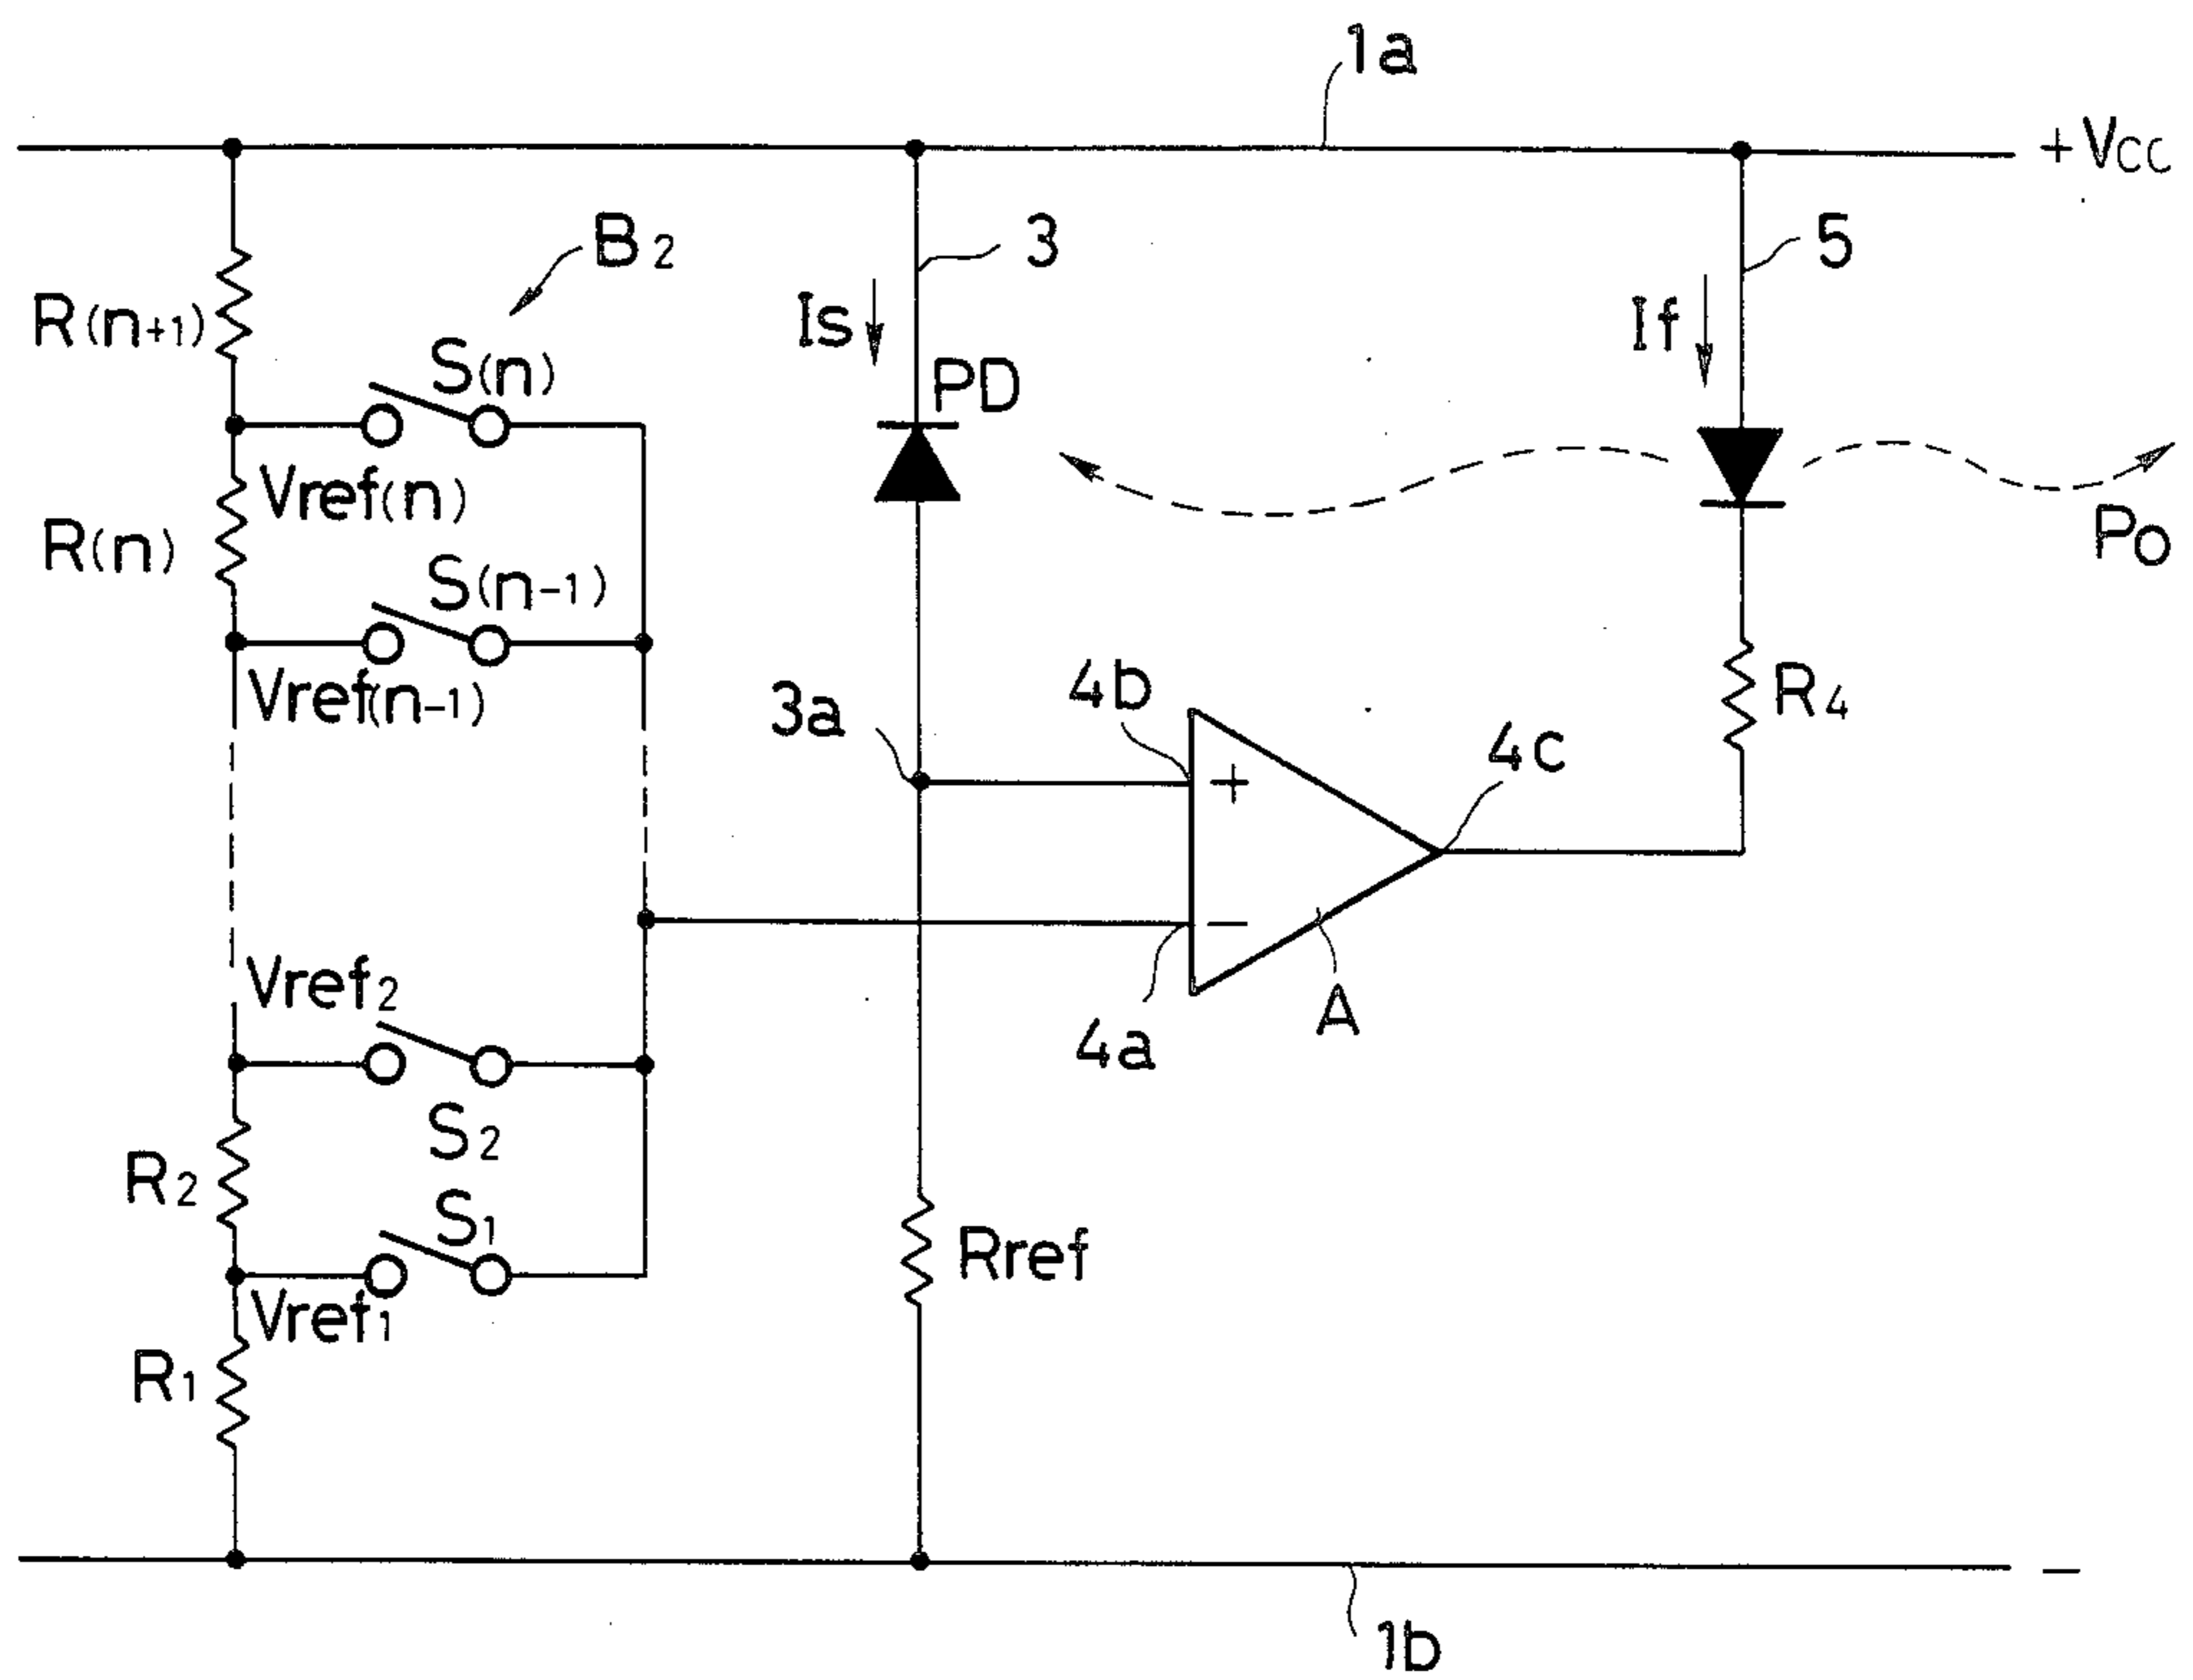 1a
+Vcc
B2
3
5
R(n+1)
Is
If
S(n)
PD
Vref(n)
R(n)
Po
S(n-1)
Vref(n-1)
4b
R4
3a
4c
+
−
Vref2
A
4a
S2
R2
S1
Rref
Vref1
R1
−
1b